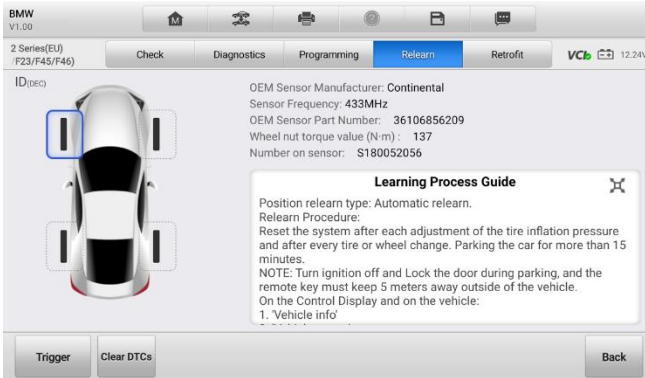 BMW
V1.00
2 Series(EU)
/F23/F45/F46)
Check
Diagnostics
Programming
Relearn
Retrofit
VCI
12.24V
ID(DEC)
OEM Sensor Manufacturer: Continental
Sensor Frequency: 433MHz
OEM Sensor Part Number: 36106856209
Wheel nut torque value (N·m) : 137
Number on sensor: S180052056
Learning Process Guide
Position relearn type: Automatic relearn.
Relearn Procedure:
Reset the system after each adjustment of the tire inflation pressure
and after every tire or wheel change. Parking the car for more than 15
minutes.
NOTE: Turn ignition off and Lock the door during parking, and the
remote key must keep 5 meters away outside of the vehicle.
On the Control Display and on the vehicle:
1. 'Vehicle info'
Trigger
Clear DTCs
Back